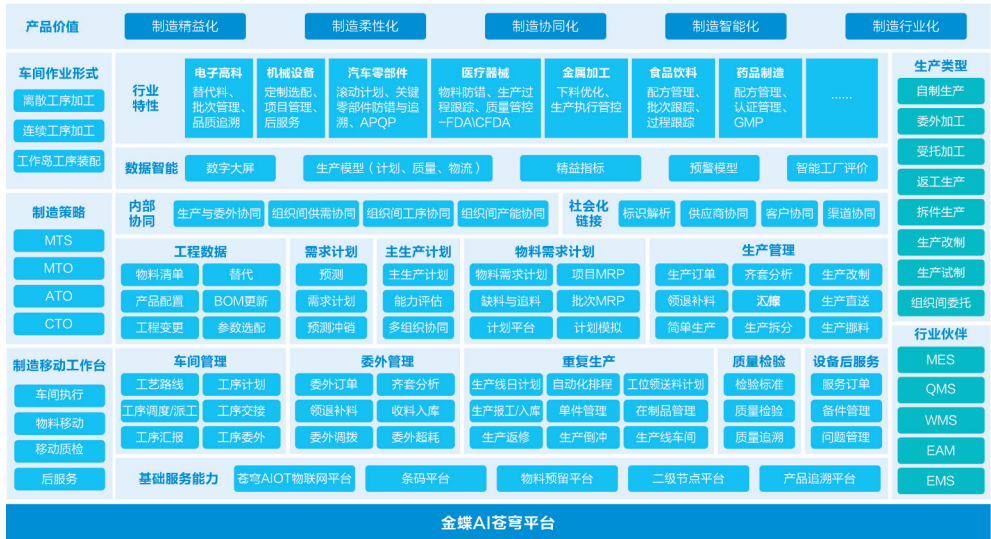 产品价值
制造精益化
制造柔性化
制造协同化
制造智能化
制造行业化
车间作业形式
离散工序加工
连续工序加工
工作岛工序装配
行业
特性
电子高科
替代料、
批次管理、
品质追溯
机械设备
定制选配、
项目管理、
后服务
汽车零部件
滚动计划、关键
零部件防错与追
溯、APQP
医疗器械
物料防错、生产过
程跟踪、质量管控
-FDA\CFDA
金属加工
下料优化、
生产执行管控
食品饮料
配方管理、
批次跟踪、
过程跟踪
药品制造
配方管理、
认证管理、
GMP
......
数据智能
数字大屏
生产模型（计划、质量、物流）
精益指标
预警模型
智能工厂评价
制造策略
MTS
MTO
ATO
CTO
内部
协同
生产与委外协同
组织间供需协同
组织间工序协同
组织间产能协同
社会化
链接
标识解析
供应商协同
客户协同
渠道协同
工程数据
物料清单
替代
产品配置
BOM更新
工程变更
参数选配
需求计划
预测
需求计划
预测冲销
主生产计划
主生产计划
能力评估
多组织协同
物料需求计划
物料需求计划
项目MRP
缺料与追料
批次MRP
计划平台
计划模拟
生产管理
生产订单
齐套分析
生产改制
领退补料
生产直送
简单生产
生产拆分
生产挪料
制造移动工作台
车间执行
物料移动
移动质检
后服务
车间管理
工艺路线
工序计划
工序调度/派工
工序交接
工序汇报
工序委外
委外管理
委外订单
齐套分析
领退补料
收料入库
委外调拨
委外超耗
重复生产
生产线日计划
自动化排程
工位领送料计划
生产报工/入库
单件管理
在制品管理
生产返修
生产倒冲
生产线车间
质量检验
检验标准
质量检验
质量追溯
设备后服务
服务订单
备件管理
问题管理
基础服务能力
苍穹AIOT物联网平台
条码平台
物料预留平台
二级节点平台
产品追溯平台
生产类型
自制生产
委外加工
受托加工
返工生产
拆件生产
生产改制
生产试制
组织间委托
行业伙伴
MES
QMS
WMS
EAM
EMS
金蝶AI苍穹平台